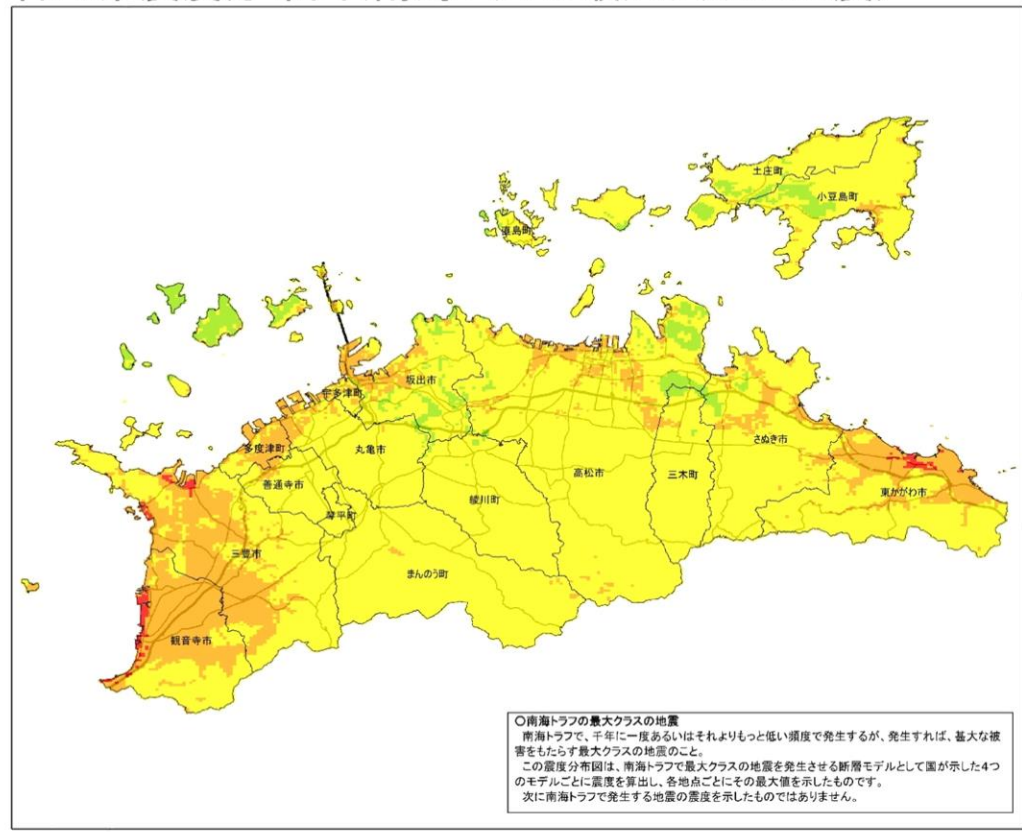 土庄町
小豆島町
直島町
坂出市
宇多津町
多度津町
丸亀市
さぬき市
善通寺市
高松市
三木町
綾川町
東かがわ市
琴平町
三豊市
まんのう町
観音寺市
○南海トラフの最大クラスの地震
南海トラフで、千年に一度あるいはそれよりもっと低い頻度で発生するが、発生すれば、甚大な被
害をもたらす最大クラスの地震のこと。
この震度分布図は、南海トラフで最大クラスの地震を発生させる断層モデルとして国が示した4つ
のモデルごとに震度を算出し、各地点ごとにその最大値を示したものです。
次に南海トラフで発生する地震の震度を示したものではありません。